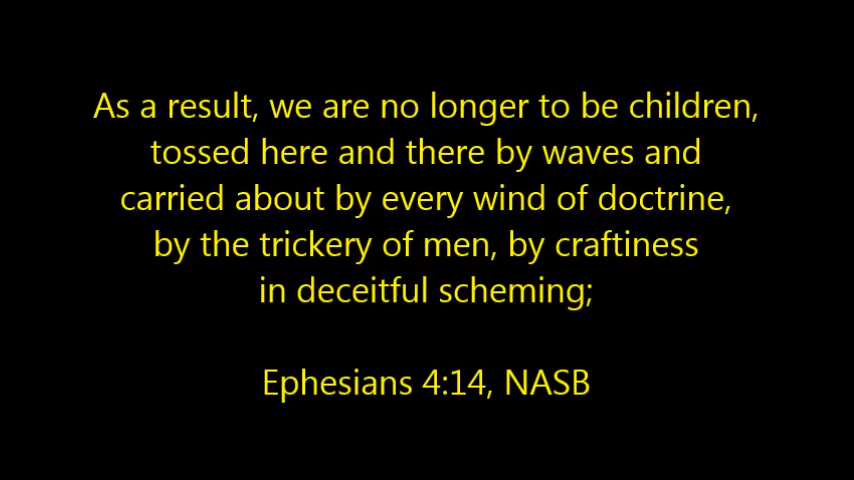 As a result, we are no longer to be children,
tossed here and there by waves and
carried about by every wind of doctrine,
by the trickery of men, by craftiness
in deceitful scheming;
Ephesians 4:14, NASB